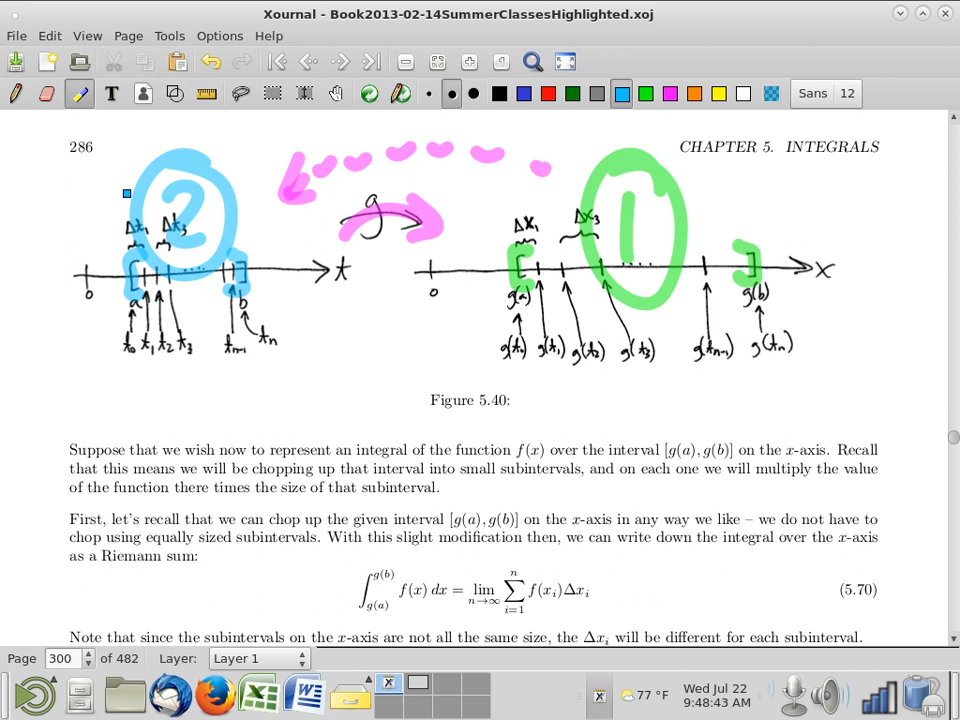 Xournal - Book2013-02-14SummerClassesHighlighted.xoj
File Edit View Page Tools Options Help
Sans 12
286 CHAPTER 5. INTEGRALS
2 g 1
Δt₁ Δt₃ Δx₁ Δx₃
.... ....
t x
0 a b 0 g(a) g(b)
t₀ t₁ t₂ t₃ tₙ₋₁ tₙ g(t₀) g(t₁) g(t₂) g(t₃) g(tₙ₋₁) g(tₙ)
Figure 5.40:
Suppose that we wish now to represent an integral of the function f(x) over the interval [g(a), g(b)] on the x-axis. Recall
that this means we will be chopping up that interval into small subintervals, and on each one we will multiply the value
of the function there times the size of that subinterval.
First, let's recall that we can chop up the given interval [g(a), g(b)] on the x-axis in any way we like – we do not have to
chop using equally sized subintervals. With this slight modification then, we can write down the integral over the x-axis
as a Riemann sum:
∫_{g(a)}^{g(b)} f(x) dx = lim_{n→∞} ∑_{i=1}^{n} f(x_i)Δx_i (5.70)
Note that since the subintervals on the x-axis are not all the same size, the Δx_i will be different for each subinterval.
Page 300 of 482 Layer: Layer 1
77 °F Wed Jul 22
9:48:43 AM